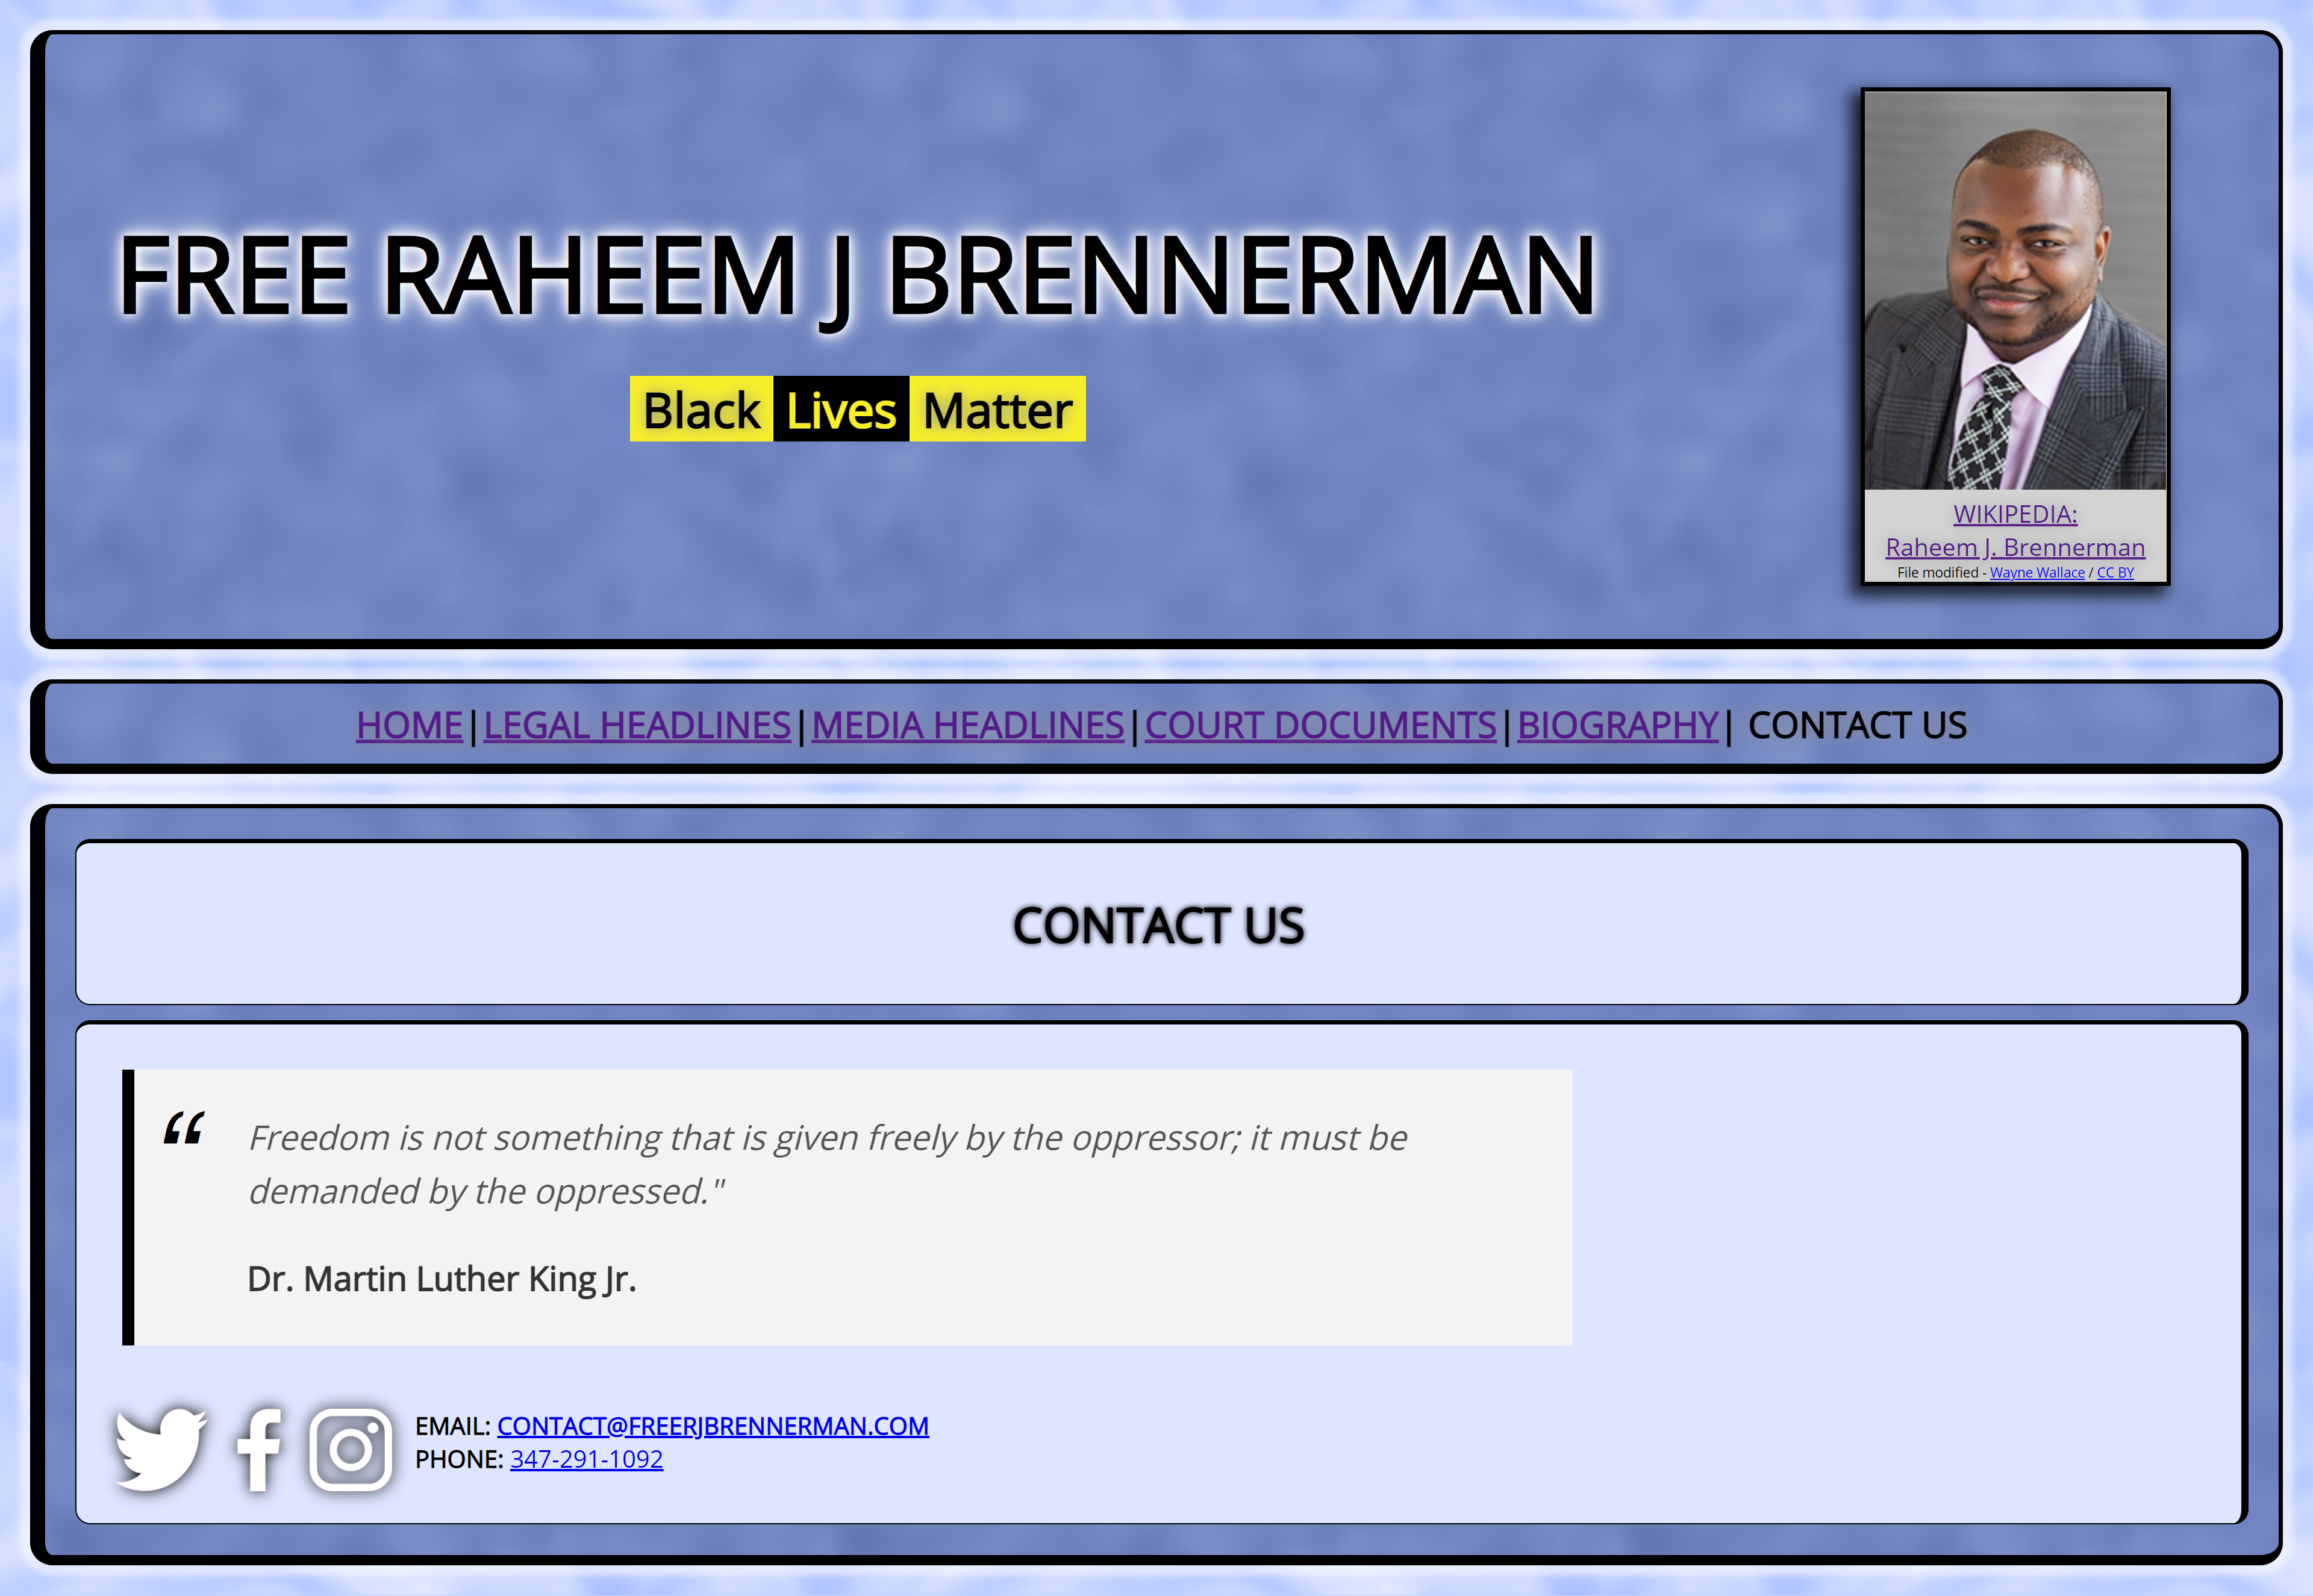 FREE RAHEEM J BRENNERMAN
Black Lives Matter
WIKIPEDIA:
Raheem J. Brennerman
File modified - Wayne Wallace / CC BY
HOME|LEGAL HEADLINES|MEDIA HEADLINES|COURT DOCUMENTS|BIOGRAPHY| CONTACT US
CONTACT US
“ Freedom is not something that is given freely by the oppressor; it must be
demanded by the oppressed."
Dr. Martin Luther King Jr.
EMAIL: CONTACT@FREERJBRENNERMAN.COM
PHONE: 347-291-1092